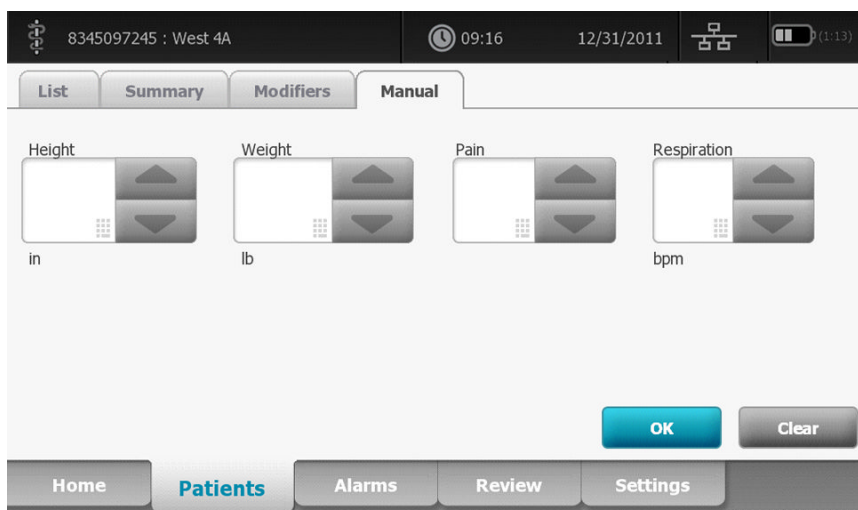 8345097245 : West 4A 09:16 12/31/2011 (1:13)
List Summary Modifiers Manual
Height Weight Pain Respiration
in lb bpm
OK Clear
Home Patients Alarms Review Settings